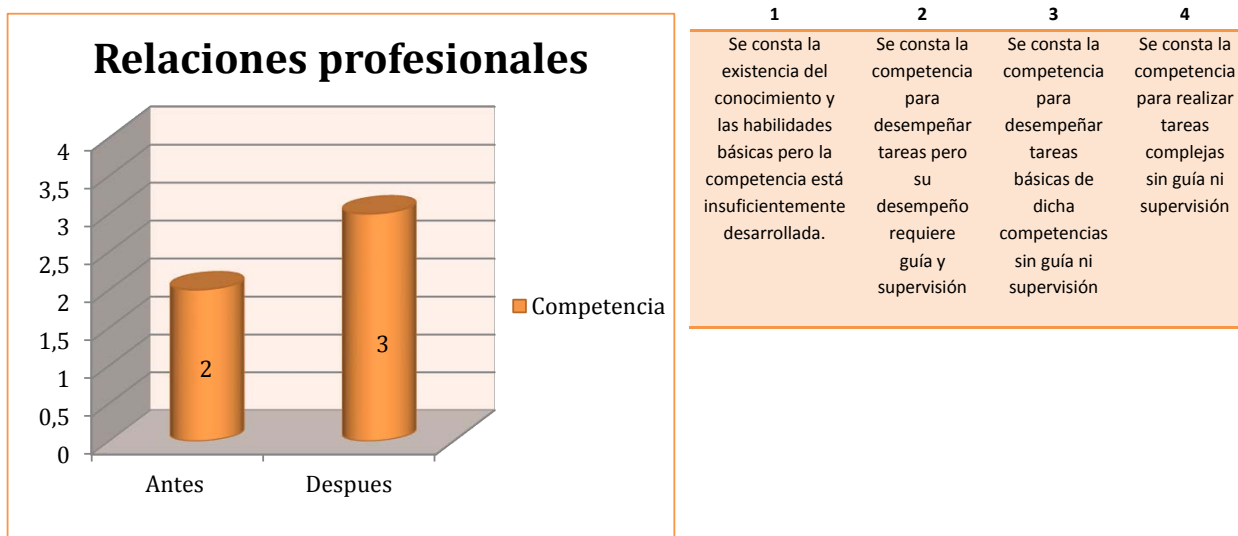 Relaciones profesionales
4
3,5
3
2,5
2
1,5
1
0,5
0
2
3
Antes
Despues
Competencia
1
Se consta la
existencia del
conocimiento y
las habilidades
básicas pero la
competencia está
insuficientemente
desarrollada.
2
Se consta la
competencia
para
desempeñar
tareas pero
su
desempeño
requiere
guía y
supervisión
3
Se consta la
competencia
para
desempeñar
tareas
básicas de
dicha
competencias
sin guía ni
supervisión
4
Se consta la
competencia
para realizar
tareas
complejas
sin guía ni
supervisión